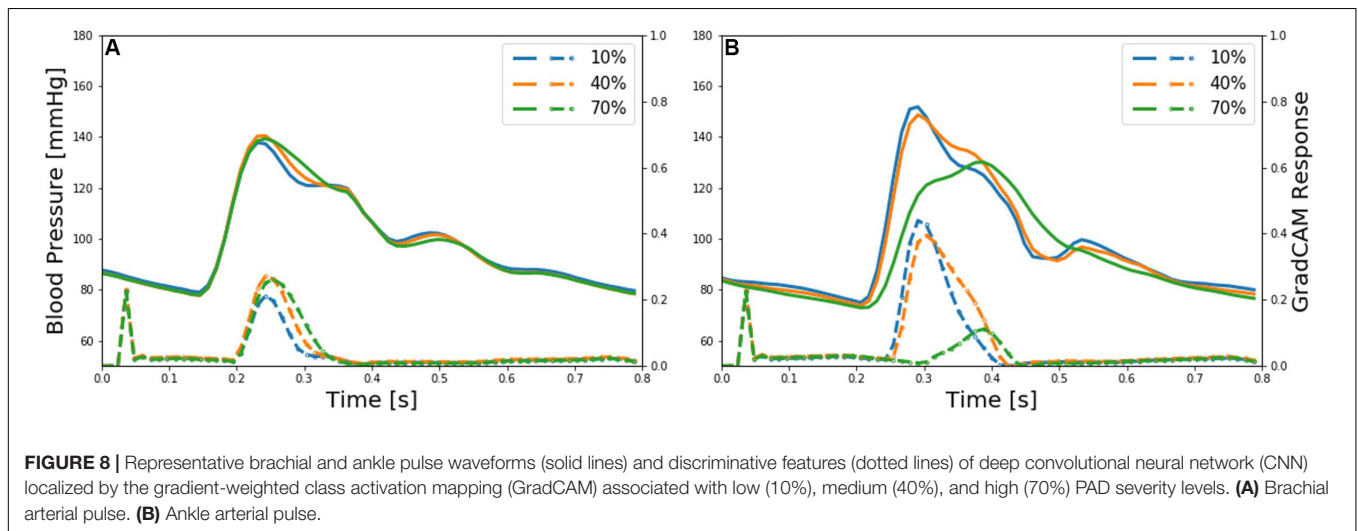 A
180
160
140
120
100
80
60
Blood Pressure [mmHg]
10%
40%
70%
1.0
0.8
0.6
0.4
0.2
0.0
0.0 0.1 0.2 0.3 0.4 0.5 0.6 0.7 0.8
Time [s]
B
180
160
140
120
100
80
60
10%
40%
70%
1.0
0.8
0.6
0.4
0.2
0.0
GradCAM Response
0.0 0.1 0.2 0.3 0.4 0.5 0.6 0.7 0.8
Time [s]
FIGURE 8 | Representative brachial and ankle pulse waveforms (solid lines) and discriminative features (dotted lines) of deep convolutional neural network (CNN)
localized by the gradient-weighted class activation mapping (GradCAM) associated with low (10%), medium (40%), and high (70%) PAD severity levels. (A) Brachial
arterial pulse. (B) Ankle arterial pulse.